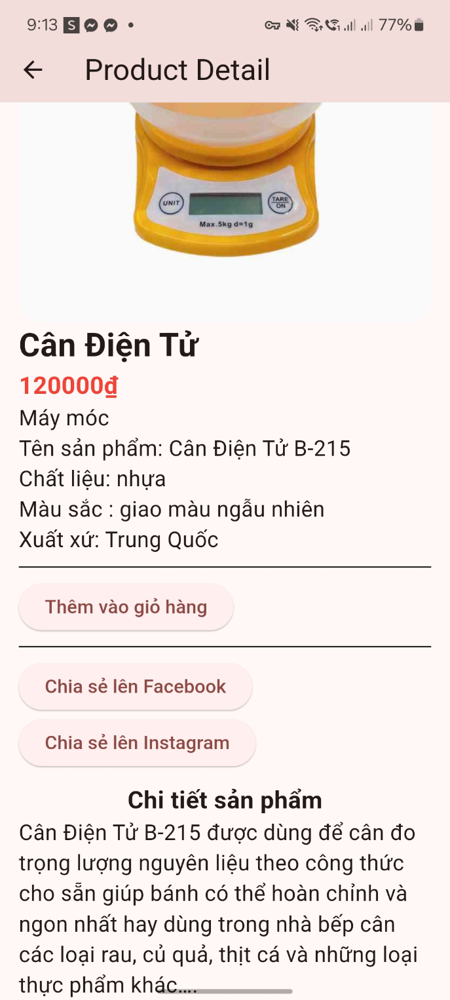 9:13 S
77%
Product Detail
UNIT
TARE
ON
Max.5kg d=1g
Cân Điện Tử
120000₫
Máy móc
Tên sản phẩm: Cân Điện Tử B-215
Chất liệu: nhựa
Màu sắc : giao màu ngẫu nhiên
Xuất xứ: Trung Quốc
Thêm vào giỏ hàng
Chia sẻ lên Facebook
Chia sẻ lên Instagram
Chi tiết sản phẩm
Cân Điện Tử B-215 được dùng để cân đo
trọng lượng nguyên liệu theo công thức
cho sẵn giúp bánh có thể hoàn chỉnh và
ngon nhất hay dùng trong nhà bếp cân
các loại rau, củ quả, thịt cá và những loại
thực phẩm khác....